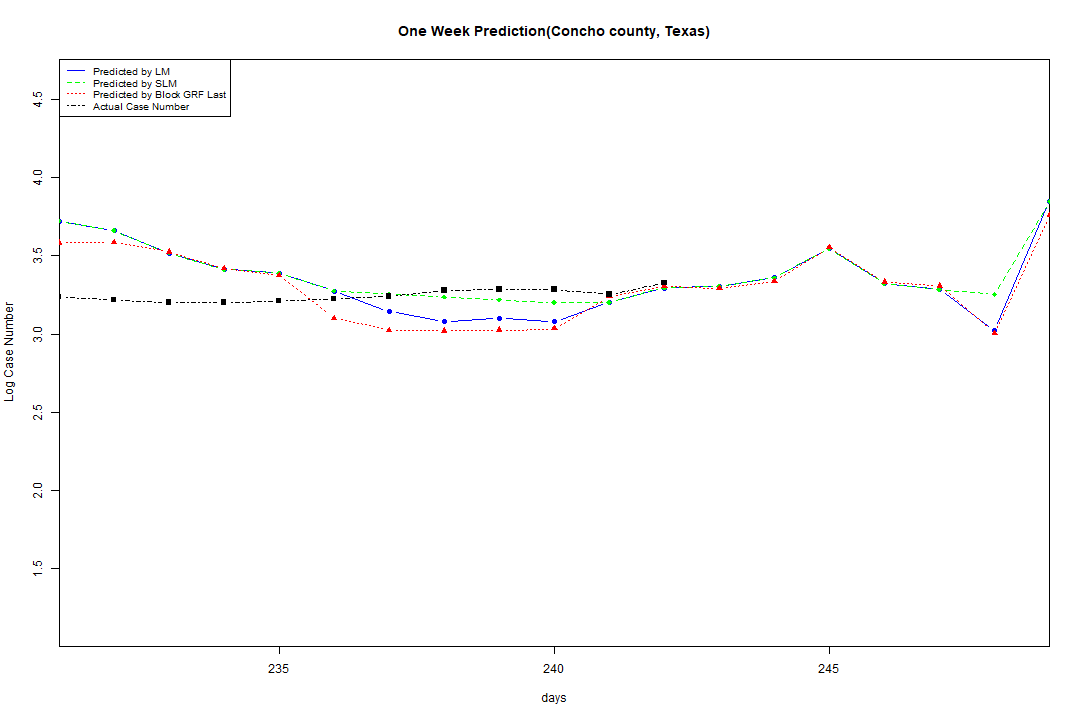 One Week Prediction(Concho county, Texas)
Predicted by LM
Predicted by SLM
Predicted by Block GRF Last
Actual Case Number
4.5
4.0
3.5
3.0
2.5
2.0
1.5
Log Case Number
235
240
245
days